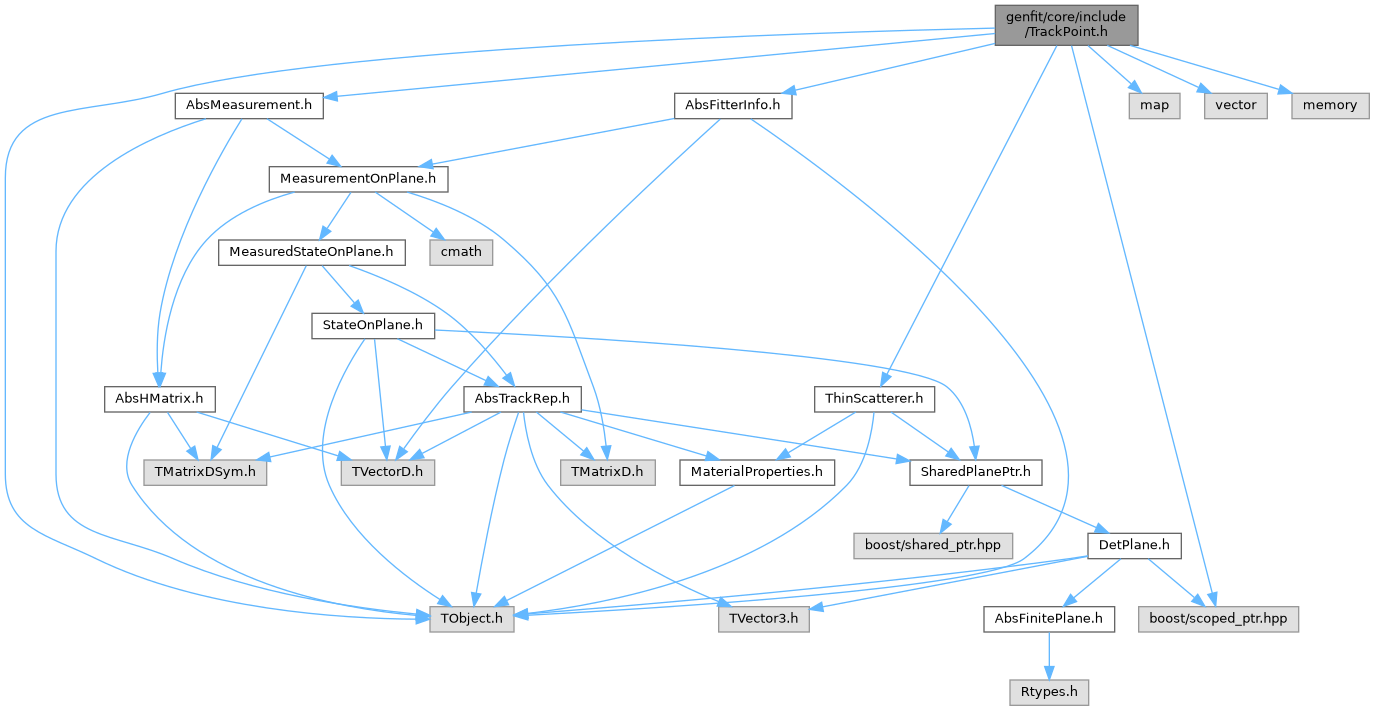 genfit/core/include
/TrackPoint.h
AbsMeasurement.h
AbsFitterInfo.h
map
vector
memory
MeasurementOnPlane.h
MeasuredStateOnPlane.h
cmath
StateOnPlane.h
AbsHMatrix.h
AbsTrackRep.h
ThinScatterer.h
TMatrixDSym.h
TVectorD.h
TMatrixD.h
MaterialProperties.h
SharedPlanePtr.h
boost/shared_ptr.hpp
DetPlane.h
TObject.h
TVector3.h
AbsFinitePlane.h
boost/scoped_ptr.hpp
Rtypes.h